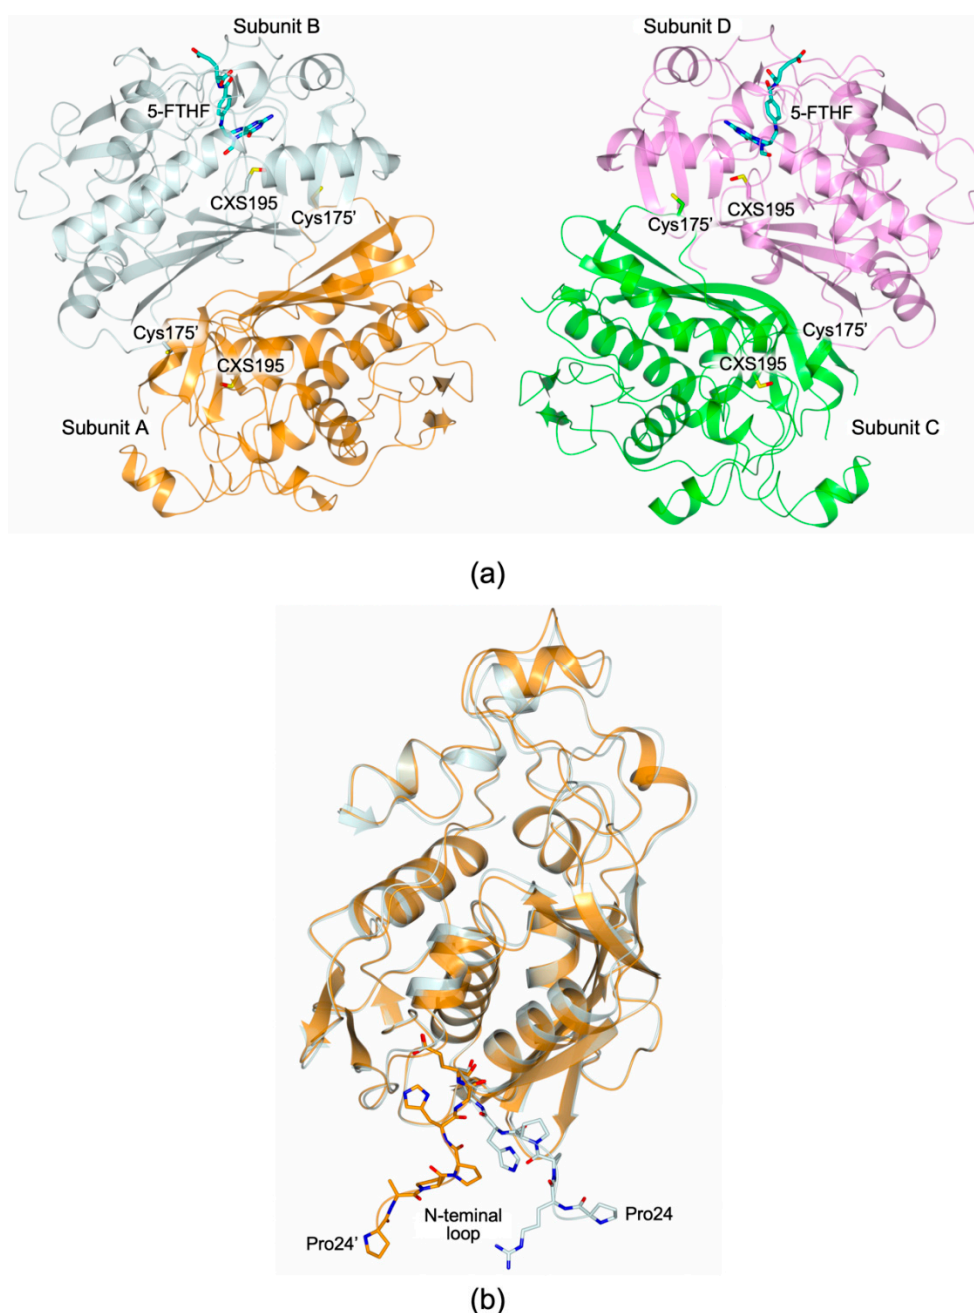 Subunit B
Subunit D
5-FTHF
5-FTHF
CXS195
CXS195
Cys175'
Cys175'
Cys175'
Cys175'
CXS195
CXS195
Subunit A
Subunit C
(a)
N-teminal
loop
Pro24
Pro24'
(b)